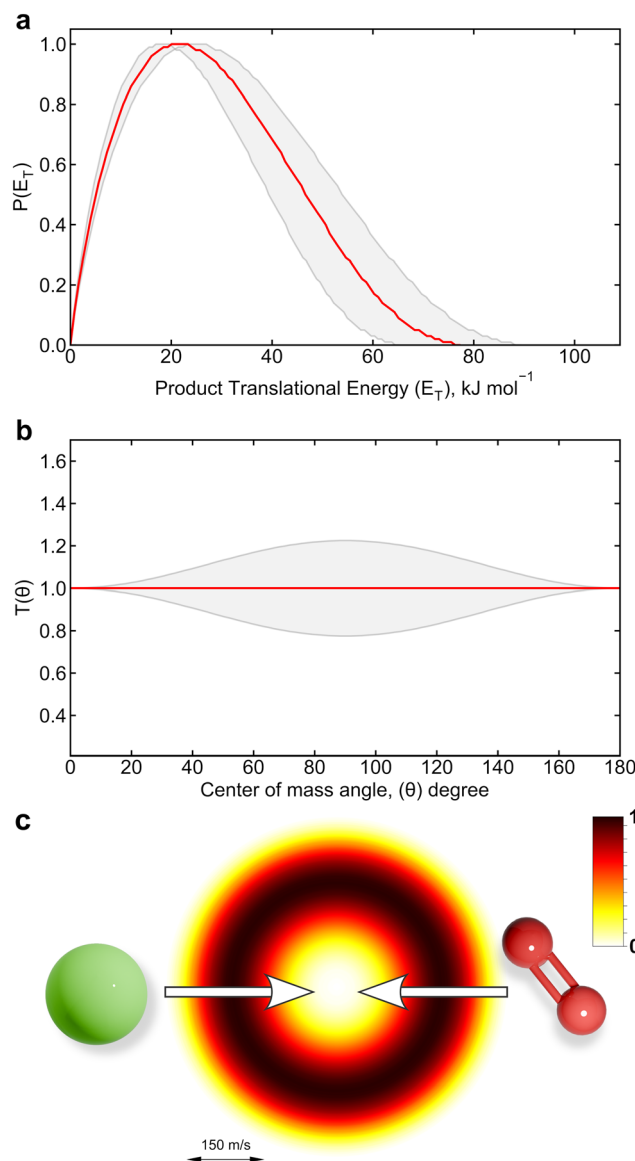 a
1.0
0.8
0.6
0.4
0.2
0.0
P(E_T)
0 20 40 60 80 100
Product Translational Energy (E_T), kJ mol⁻¹
b
1.6
1.4
1.2
1.0
0.8
0.6
0.4
T(θ)
0 20 40 60 80 100 120 140 160 180
Center of mass angle, (θ) degree
c
1
0
150 m/s